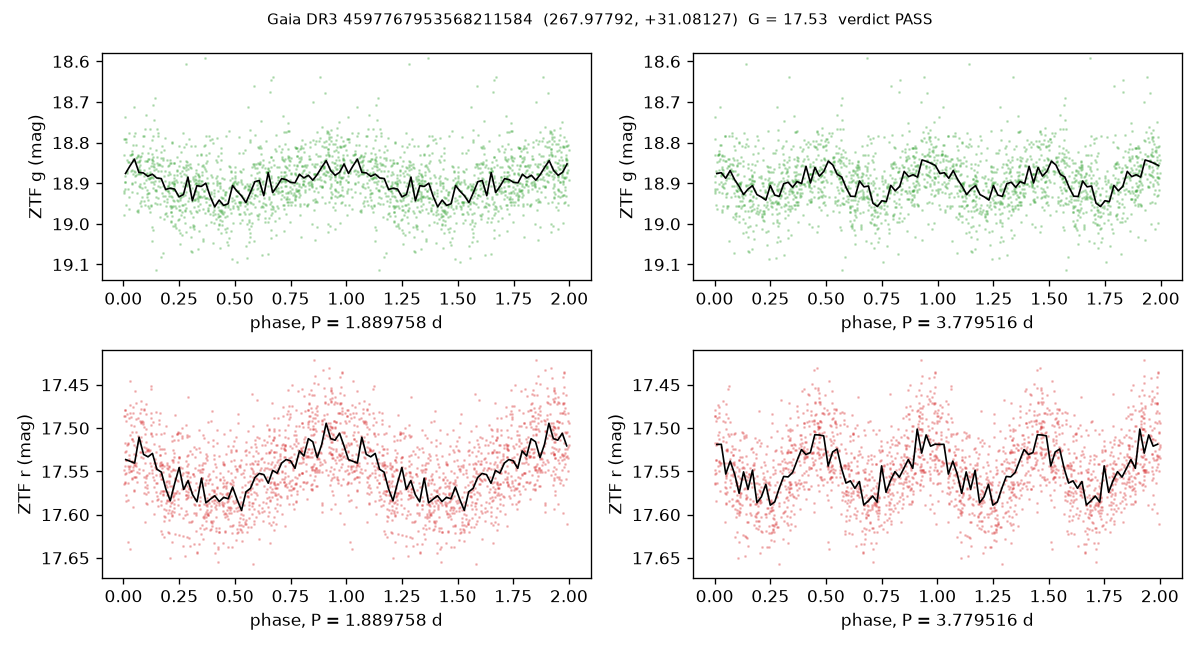 Gaia DR3 4597767953568211584  (267.97792, +31.08127)  G = 17.53  verdict PASS
ZTF g (mag)
18.6
18.7
18.8
18.9
19.0
19.1
0.00 0.25 0.50 0.75 1.00 1.25 1.50 1.75 2.00
phase, P = 1.889758 d
ZTF g (mag)
18.6
18.7
18.8
18.9
19.0
19.1
0.00 0.25 0.50 0.75 1.00 1.25 1.50 1.75 2.00
phase, P = 3.779516 d
ZTF r (mag)
17.45
17.50
17.55
17.60
17.65
0.00 0.25 0.50 0.75 1.00 1.25 1.50 1.75 2.00
phase, P = 1.889758 d
ZTF r (mag)
17.45
17.50
17.55
17.60
17.65
0.00 0.25 0.50 0.75 1.00 1.25 1.50 1.75 2.00
phase, P = 3.779516 d